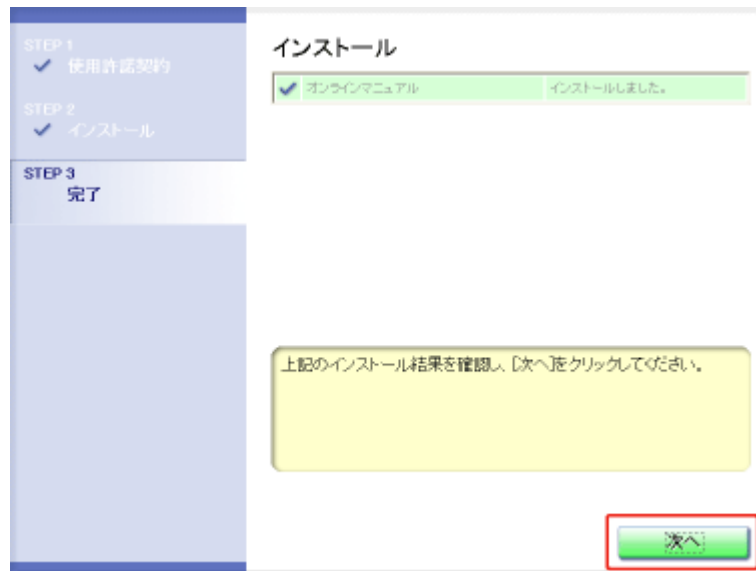 STEP 1
使用許諾契約
STEP 2
インストール
STEP 3
完了
インストール
オンラインマニュアル インストールしました。
上記のインストール結果を確認し、[次へ]をクリックしてください。
次へ